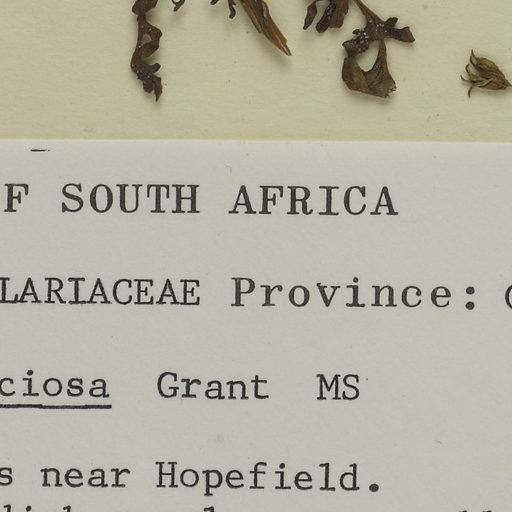 F SOUTH AFRICA
LARIACEAE Province:
ciosa Grant MS
s near Hopefield.